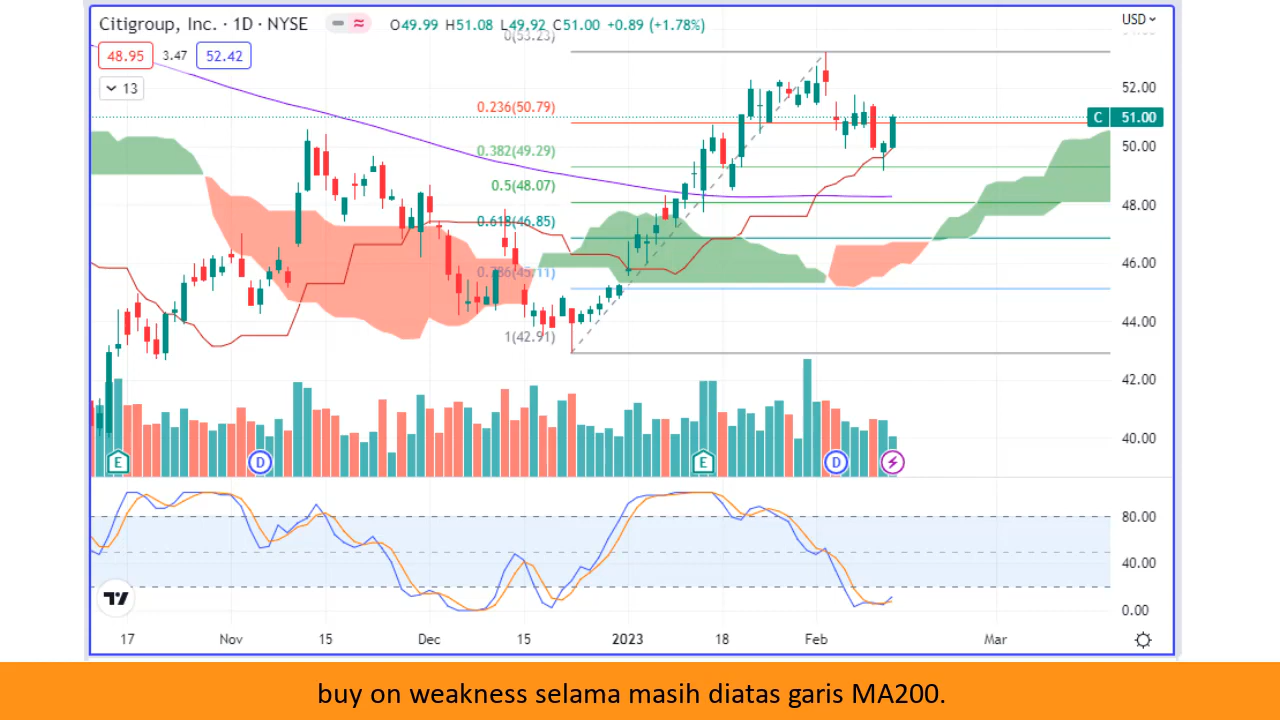 Citigroup, Inc. · 1D · NYSE
O49.99 H51.08 L49.92 C51.00 +0.89 (+1.78%)
USD
48.95 3.47 52.42
13
0(53.23)
0.236(50.79)
0.382(49.29)
0.5(48.07)
0.618(46.85)
0.786(45.11)
1(42.91)
52.00
C 51.00
50.00
48.00
46.00
44.00
42.00
40.00
E D E D
80.00
40.00
0.00
17 Nov 15 Dec 15 2023 18 Feb Mar
buy on weakness selama masih diatas garis MA200.